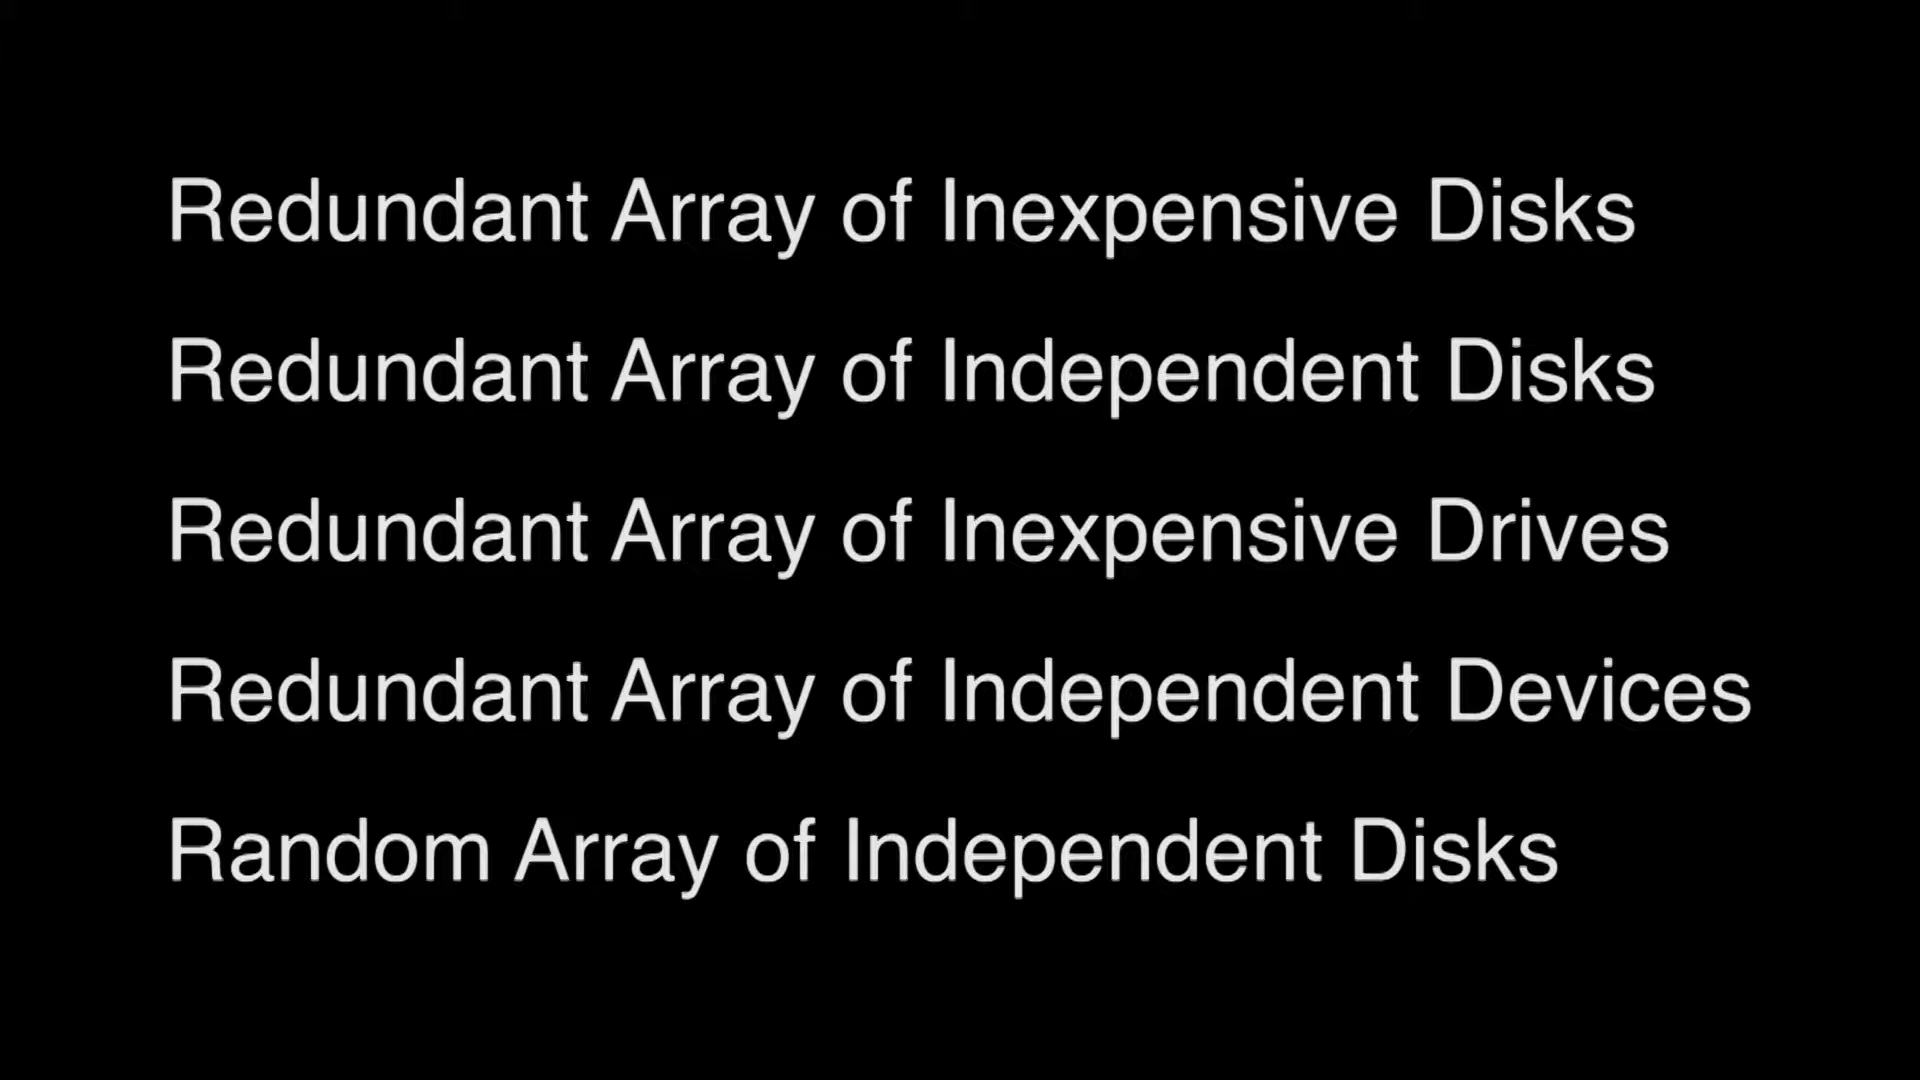 Redundant Array of Inexpensive Disks
Redundant Array of Independent Disks
Redundant Array of Inexpensive Drives
Redundant Array of Independent Devices
Random Array of Independent Disks